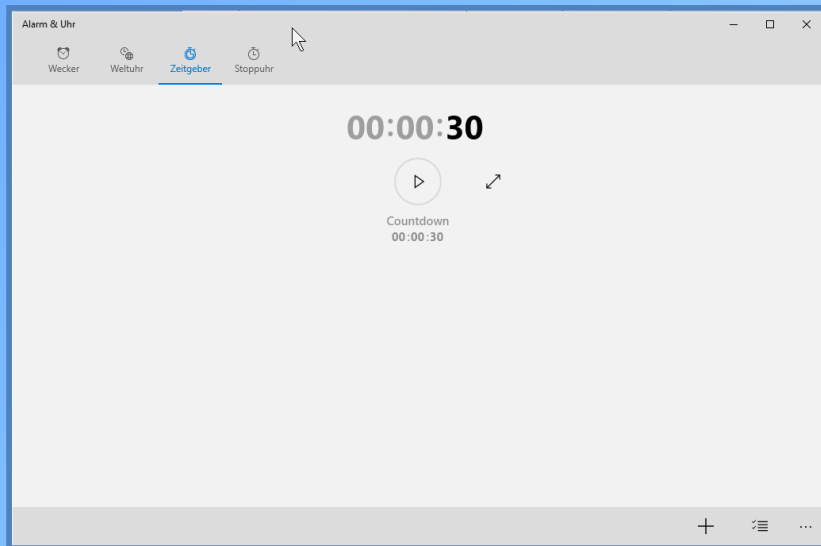 Alarm & Uhr
Wecker Weltuhr Zeitgeber Stoppuhr
00:00:30
Countdown
00:00:30